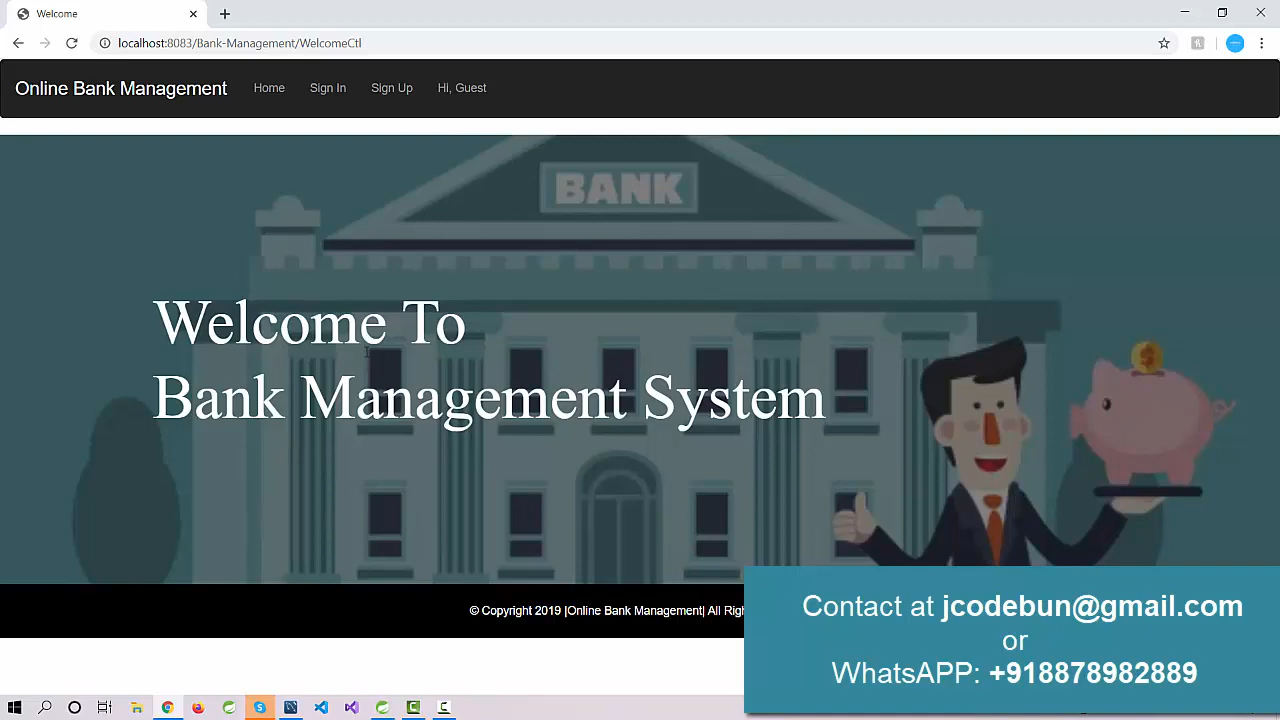 Welcome
localhost:8083/Bank-Management/WelcomeCtl
Online Bank Management Home Sign In Sign Up Hi, Guest
BANK
Welcome To
Bank Management System
© Copyright 2019 |Online Bank Management| All
Contact at jcodebun@gmail.com
or
WhatsAPP: +918878982889